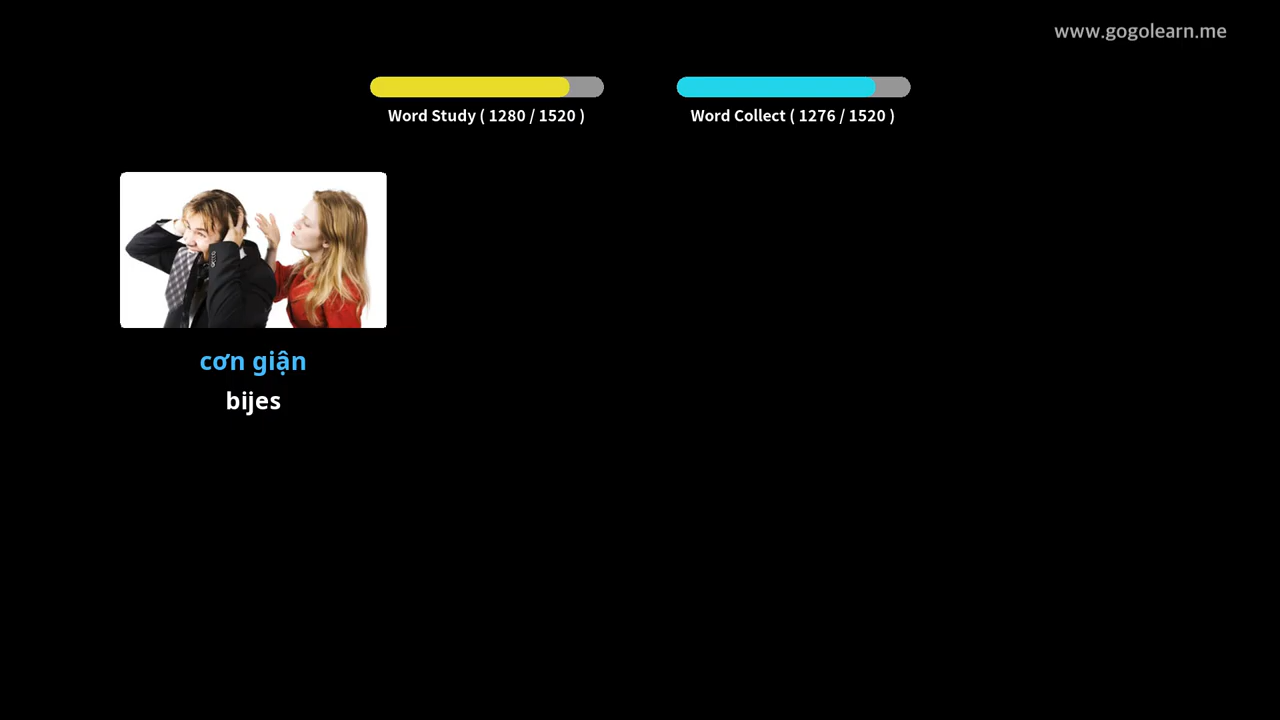 www.gogolearn.me
Word Study ( 1280 / 1520 )
Word Collect ( 1276 / 1520 )
cơn giận
bijes